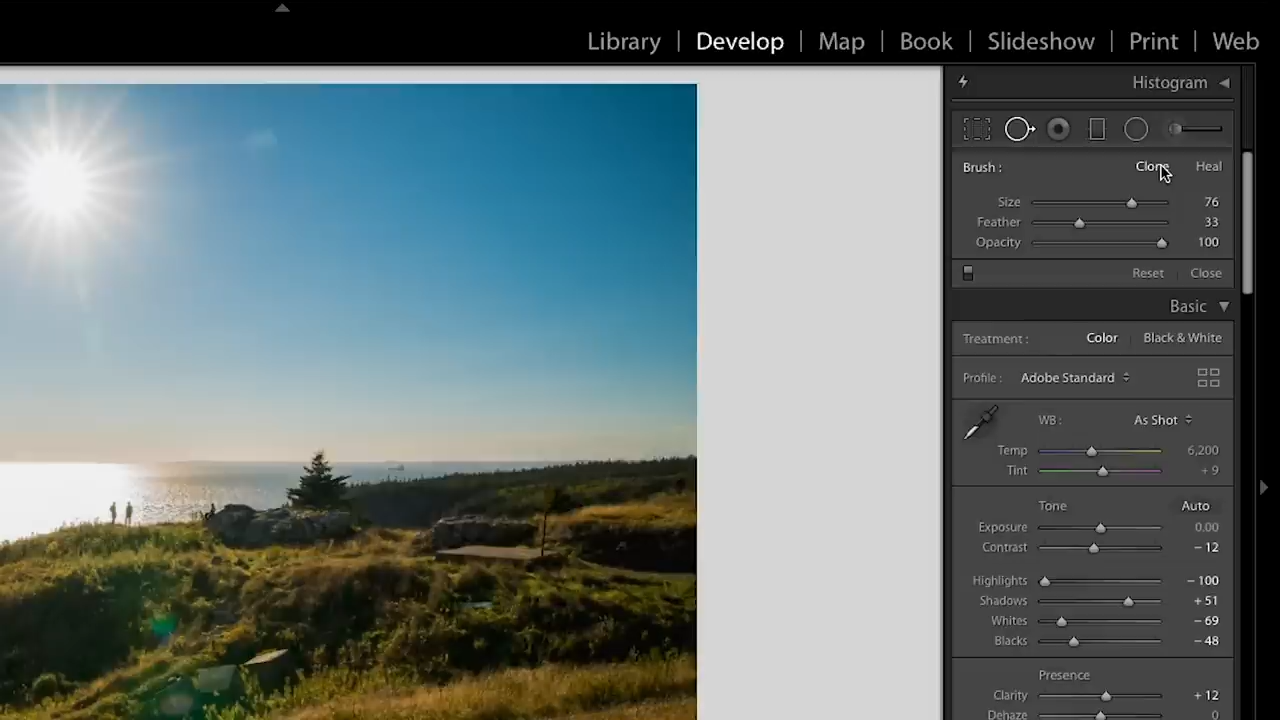 Library | Develop | Map | Book | Slideshow | Print | Web
Histogram
Brush : Clone Heal
Size 76
Feather 33
Opacity 100
Reset Close
Basic
Treatment : Color Black & White
Profile : Adobe Standard
WB : As Shot
Temp 6,200
Tint + 9
Tone Auto
Exposure 0.00
Contrast − 12
Highlights − 100
Shadows + 51
Whites − 69
Blacks − 48
Presence
Clarity + 12
Dehaze 0